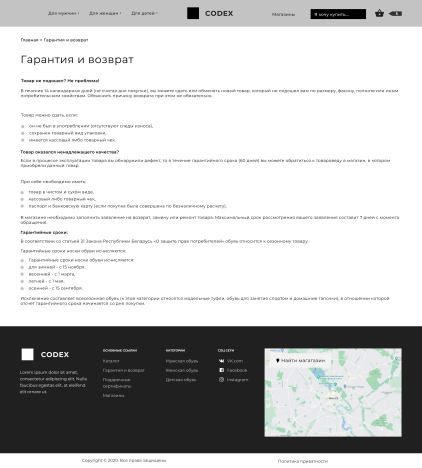 Для мужчин
Для женщин
Для детей
CODEX
Магазины
Я хочу купить...
Главная > Гарантия и возврат
Гарантия и возврат
Товар не подошел? Не проблема!
В течение 14 календарных дней (не считая дня покупки), вы можете сдать или обменять новый товар, который не подошел вам по размеру, фасону, полноте или иным
потребительским свойствам. Объяснить причину возврата при этом не обязательно.
Товар можно сдать, если:
он не был в употреблении (отсутствуют следы износа),
сохранен товарный вид упаковки,
имеется кассовый либо товарный чек.
Товар оказался ненадлежащего качества?
Если в процессе эксплуатации товара вы обнаружили дефект, то в течение гарантийного срока (60 дней) вы можете обратиться к товароведу в магазин, в котором
приобрели данный товар.
При себе необходимо иметь:
товар в чистом и сухом виде,
кассовый либо товарный чек,
паспорт и банковскую карту (если покупка была совершена по безналичному расчету).
В магазине необходимо заполнить заявление на возврат, замену или ремонт товара. Максимальный срок рассмотрения вашего заявления составит 7 дней с момента
обращения.
Гарантийные сроки:
В соответствии со статьей 21 Закона Республики Беларусь «О защите прав потребителей» обувь относится к сезонному товару.
Гарантийные сроки носки обуви исчисляется:
Гарантийные сроки носки обуви исчисляется:
для зимней - с 15 ноября,
весенней - с 1 марта,
летней - с 1 мая,
осенней - с 15 сентября.
Исключение составляет всесезонная обувь (к этой категории относятся модельные туфли, обувь для занятия спортом и домашние тапочки), в отношении которой
отсчет гарантийного срока начинается со дня покупки.
CODEX
Lorem ipsum dolor sit amet,
consectetur adipiscing elit. Nulla
faucibus egestas elit, at eleifend
elit ornare ut.
ОСНОВНЫЕ ССЫЛКИ
Каталог
Гарантия и возврат
Подарочные
сертификаты
Магазины
КАТЕГОРИИ
Мужская обувь
Женская обувь
Детская обувь
СОЦ.СЕТИ
VK.com
Facebook
Instagram
Найти магазин
Copyright © 2020. Все права защищены
Политика приватности